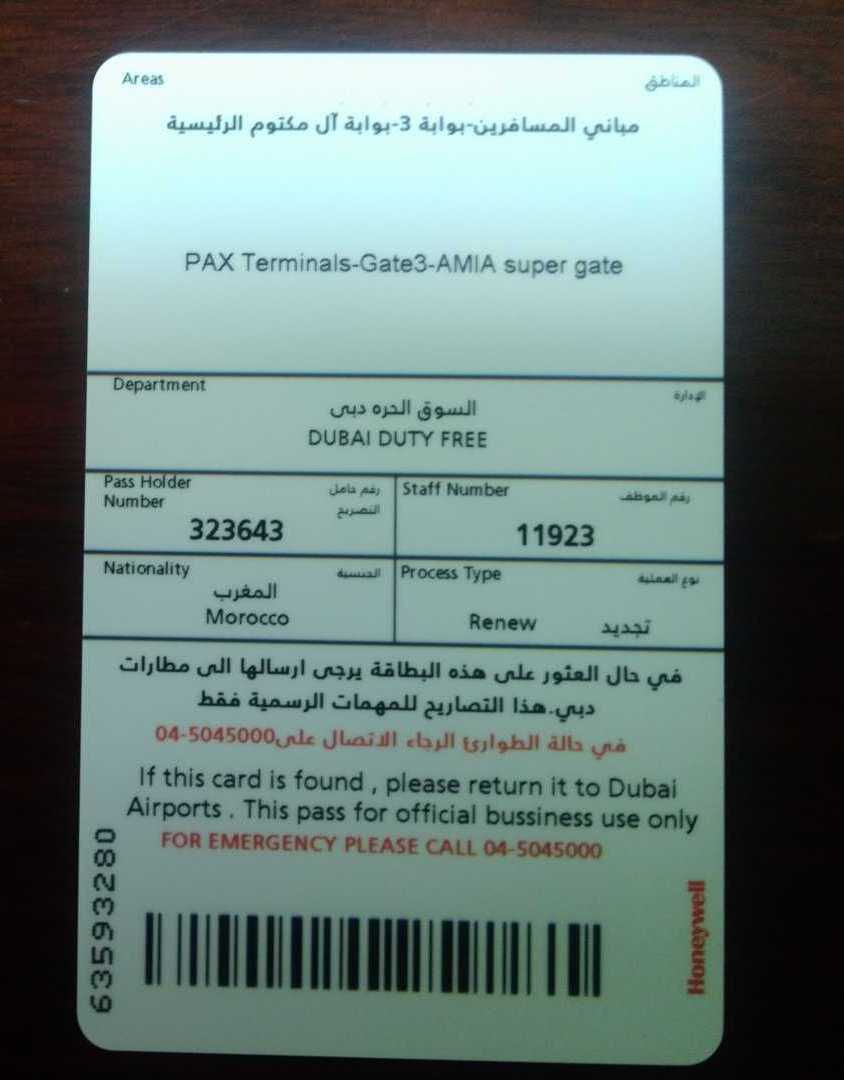 Areas
المناطق
مباني المسافرين-بوابة 3-بوابة آل مكتوم الرئيسية
PAX Terminals-Gate3-AMIA super gate
Department
الإدارة
السوق الحره دبى
DUBAI DUTY FREE
Pass Holder
Number
رقم حامل
التصريح
323643
Staff Number
رقم الموظف
11923
Nationality
الجنسية
المغرب
Morocco
Process Type
نوع العملية
Renew
تجديد
في حال العثور على هذه البطاقة يرجى ارسالها الى مطارات
دبي.هذا التصاريح للمهمات الرسمية فقط
في حالة الطوارئ الرجاء الاتصال على04-5045000
If this card is found , please return it to Dubai
Airports . This pass for official bussiness use only
FOR EMERGENCY PLEASE CALL 04-5045000
63593280
Honeywell